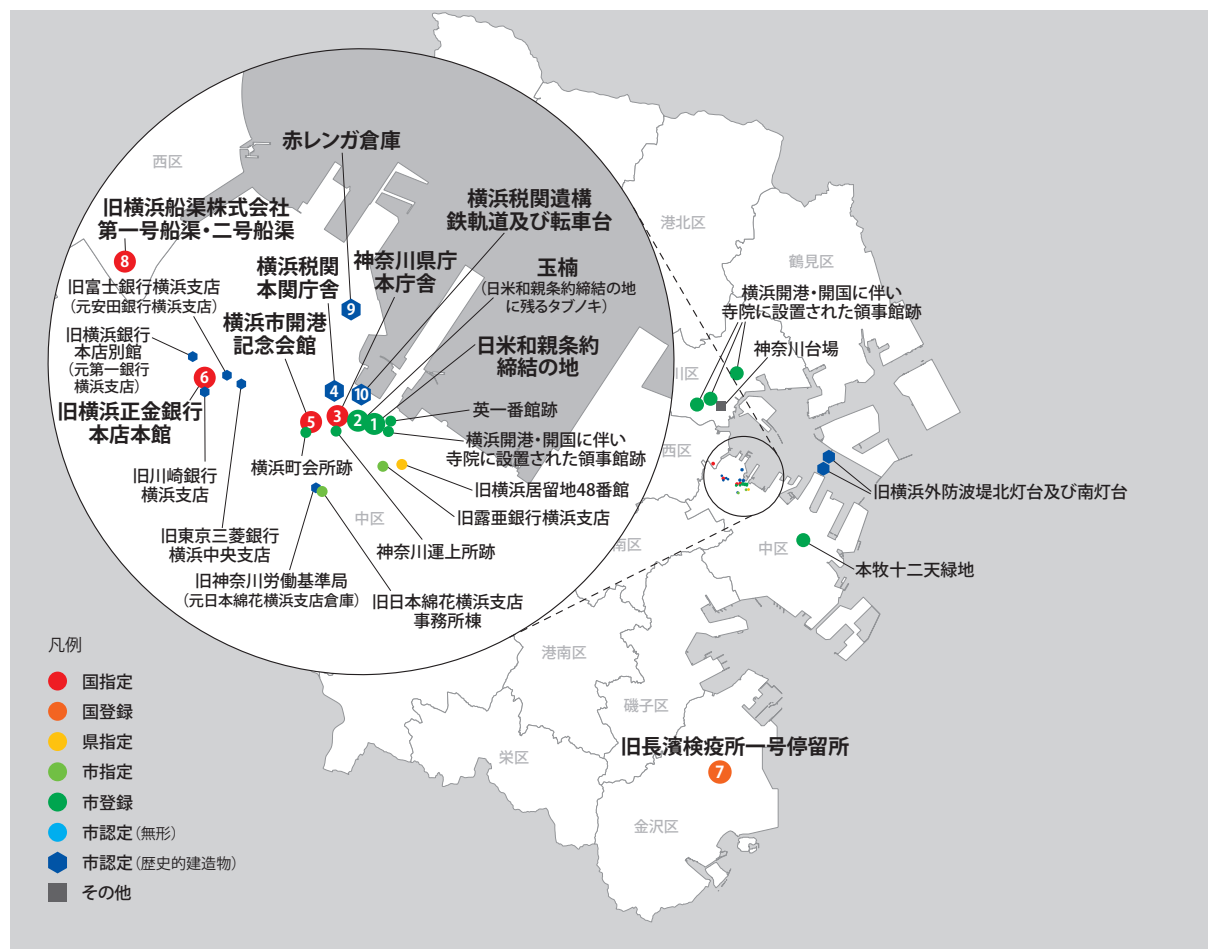 赤レンガ倉庫
西区
旧横浜船渠株式会社
第一号船渠・二号船渠
8
横浜税関遺構
鉄軌道及び転車台
横浜税関
本関庁舎
神奈川県庁
本庁舎
玉楠
(日米和親条約締結の地
に残るタブノキ)
旧富士銀行横浜支店
(元安田銀行横浜支店)
9
横浜市開港
記念会館
日米和親条約
締結の地
旧横浜銀行
本店別館
(元第一銀行
横浜支店)
6
4
10
旧横浜正金銀行
本店本館
5
3
2
1
英一番館跡
横浜開港・開国に伴い
寺院に設置された領事館跡
横浜町会所跡
旧川崎銀行
横浜支店
旧横浜居留地48番館
旧露亜銀行横浜支店
中区
旧東京三菱銀行
横浜中央支店
神奈川運上所跡
旧神奈川労働基準局
(元日本綿花横浜支店倉庫)
旧日本綿花横浜支店
事務所棟
港北区
鶴見区
横浜開港・開国に伴い
寺院に設置された領事館跡
神奈川台場
川区
西区
旧横浜外防波堤北灯台及び南灯台
南区
中区
本牧十二天緑地
港南区
磯子区
旧長濱検疫所一号停留所
7
栄区
金沢区
凡例
国指定
国登録
県指定
市指定
市登録
市認定(無形)
市認定(歴史的建造物)
その他